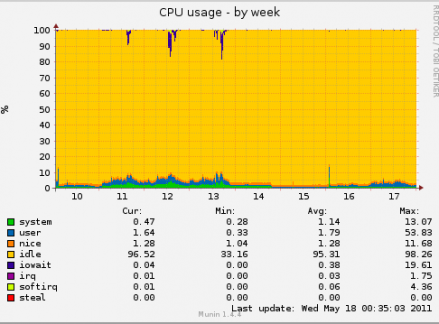 CPU usage - by week
RRDTOOL / TOBI OETIKER
%
100
90
80
70
60
50
40
30
20
10
0
10 11 12 13 14 15 16 17
Cur: Min: Avg: Max:
system 0.47 0.28 1.14 13.07
user 1.64 0.33 1.79 53.83
nice 1.28 1.04 1.28 11.68
idle 96.52 33.16 95.31 98.26
iowait 0.04 0.00 0.38 19.61
irq 0.01 0.00 0.03 1.75
softirq 0.01 0.00 0.06 4.36
steal 0.00 0.00 0.00 0.00
Last update: Wed May 18 00:35:03 2011
Munin 1.4.4